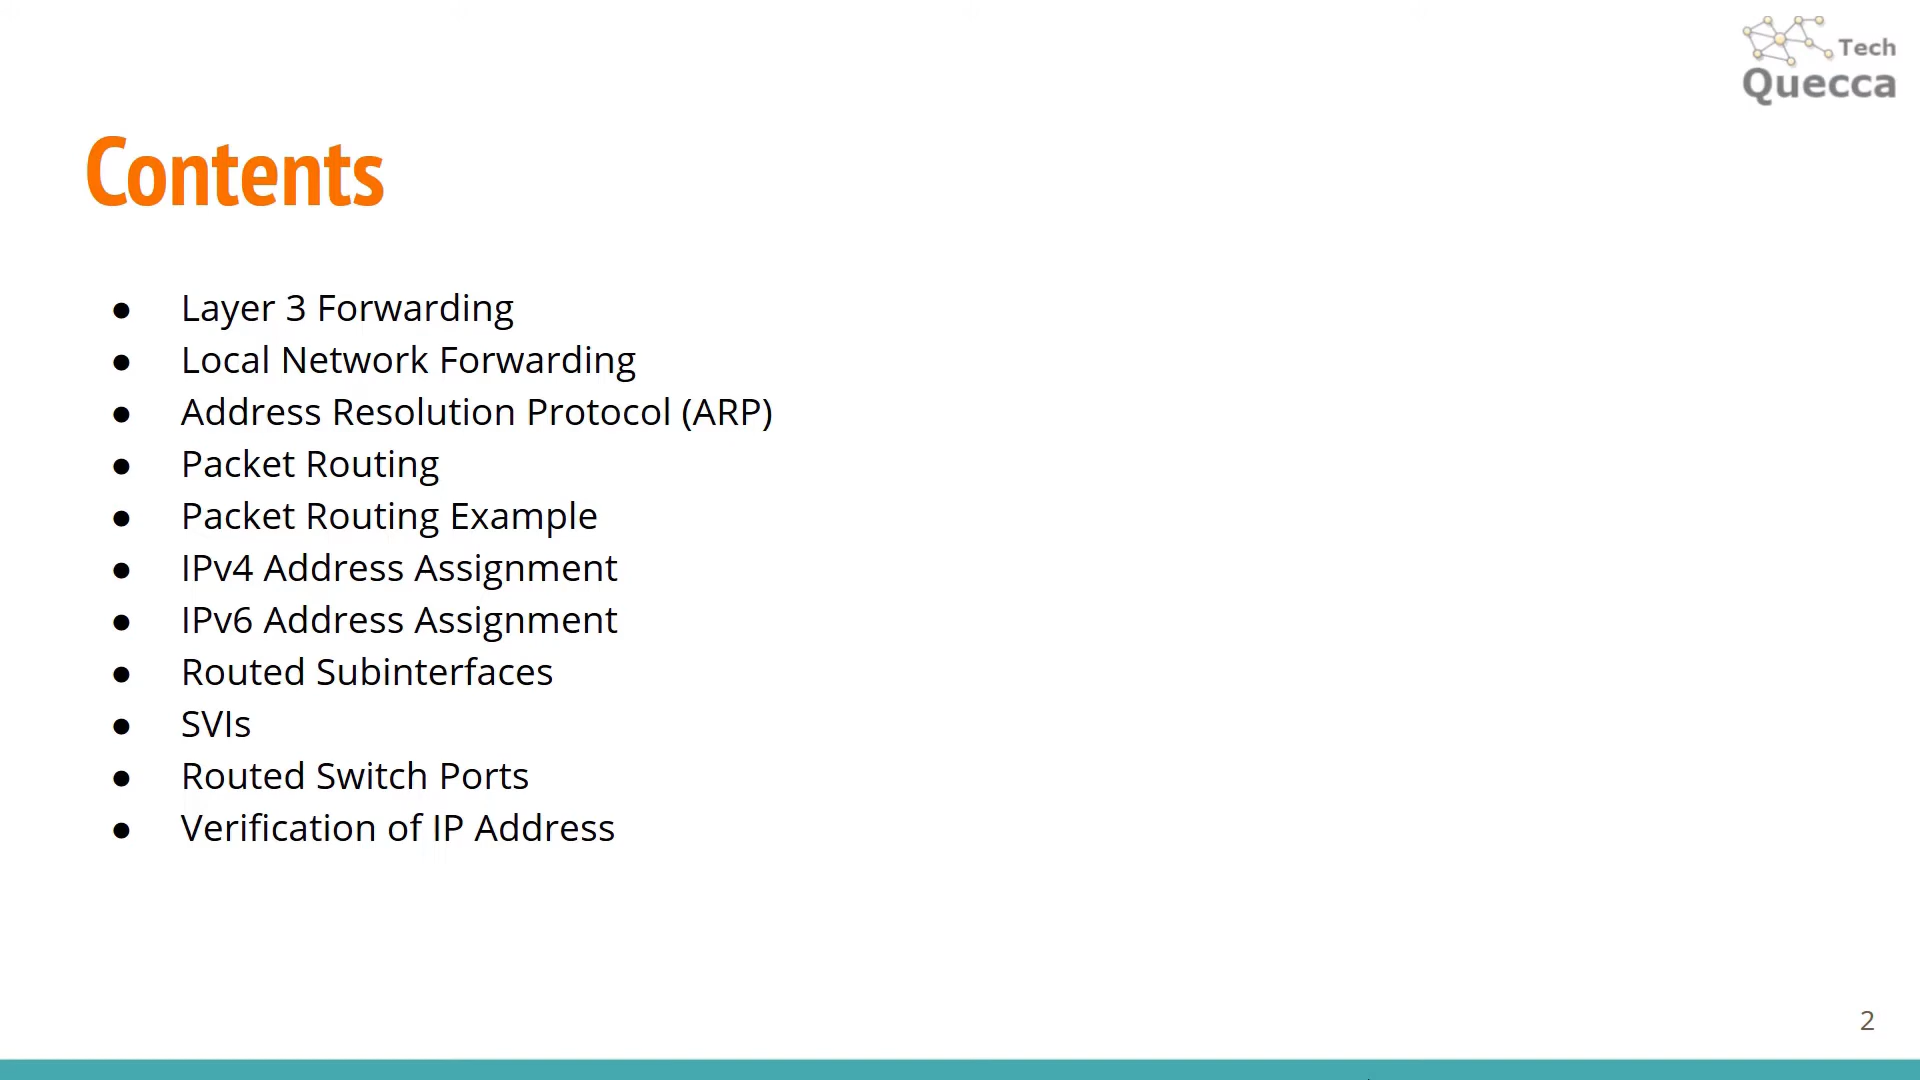 Tech
Quecca
Contents
● Layer 3 Forwarding
● Local Network Forwarding
● Address Resolution Protocol (ARP)
● Packet Routing
● Packet Routing Example
● IPv4 Address Assignment
● IPv6 Address Assignment
● Routed Subinterfaces
● SVIs
● Routed Switch Ports
● Verification of IP Address
2